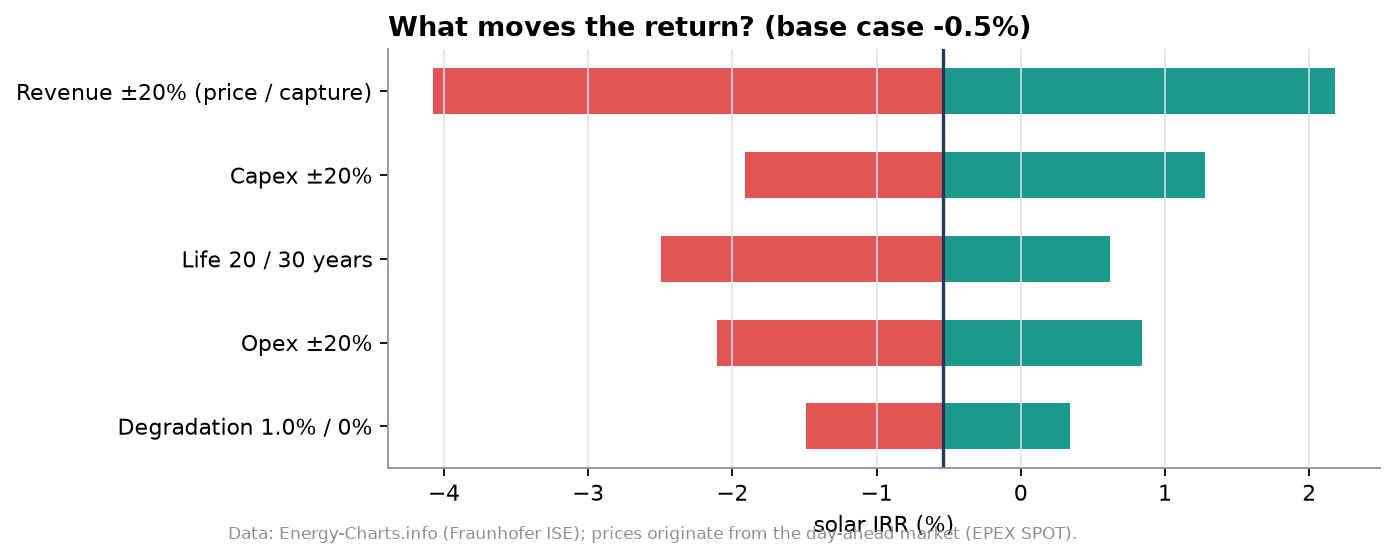 What moves the return? (base case -0.5%)
Revenue ±20% (price / capture)
Capex ±20%
Life 20 / 30 years
Opex ±20%
Degradation 1.0% / 0%
−4 −3 −2 −1 0 1 2
solar IRR (%)
Data: Energy-Charts.info (Fraunhofer ISE); prices originate from the day-ahead market (EPEX SPOT).